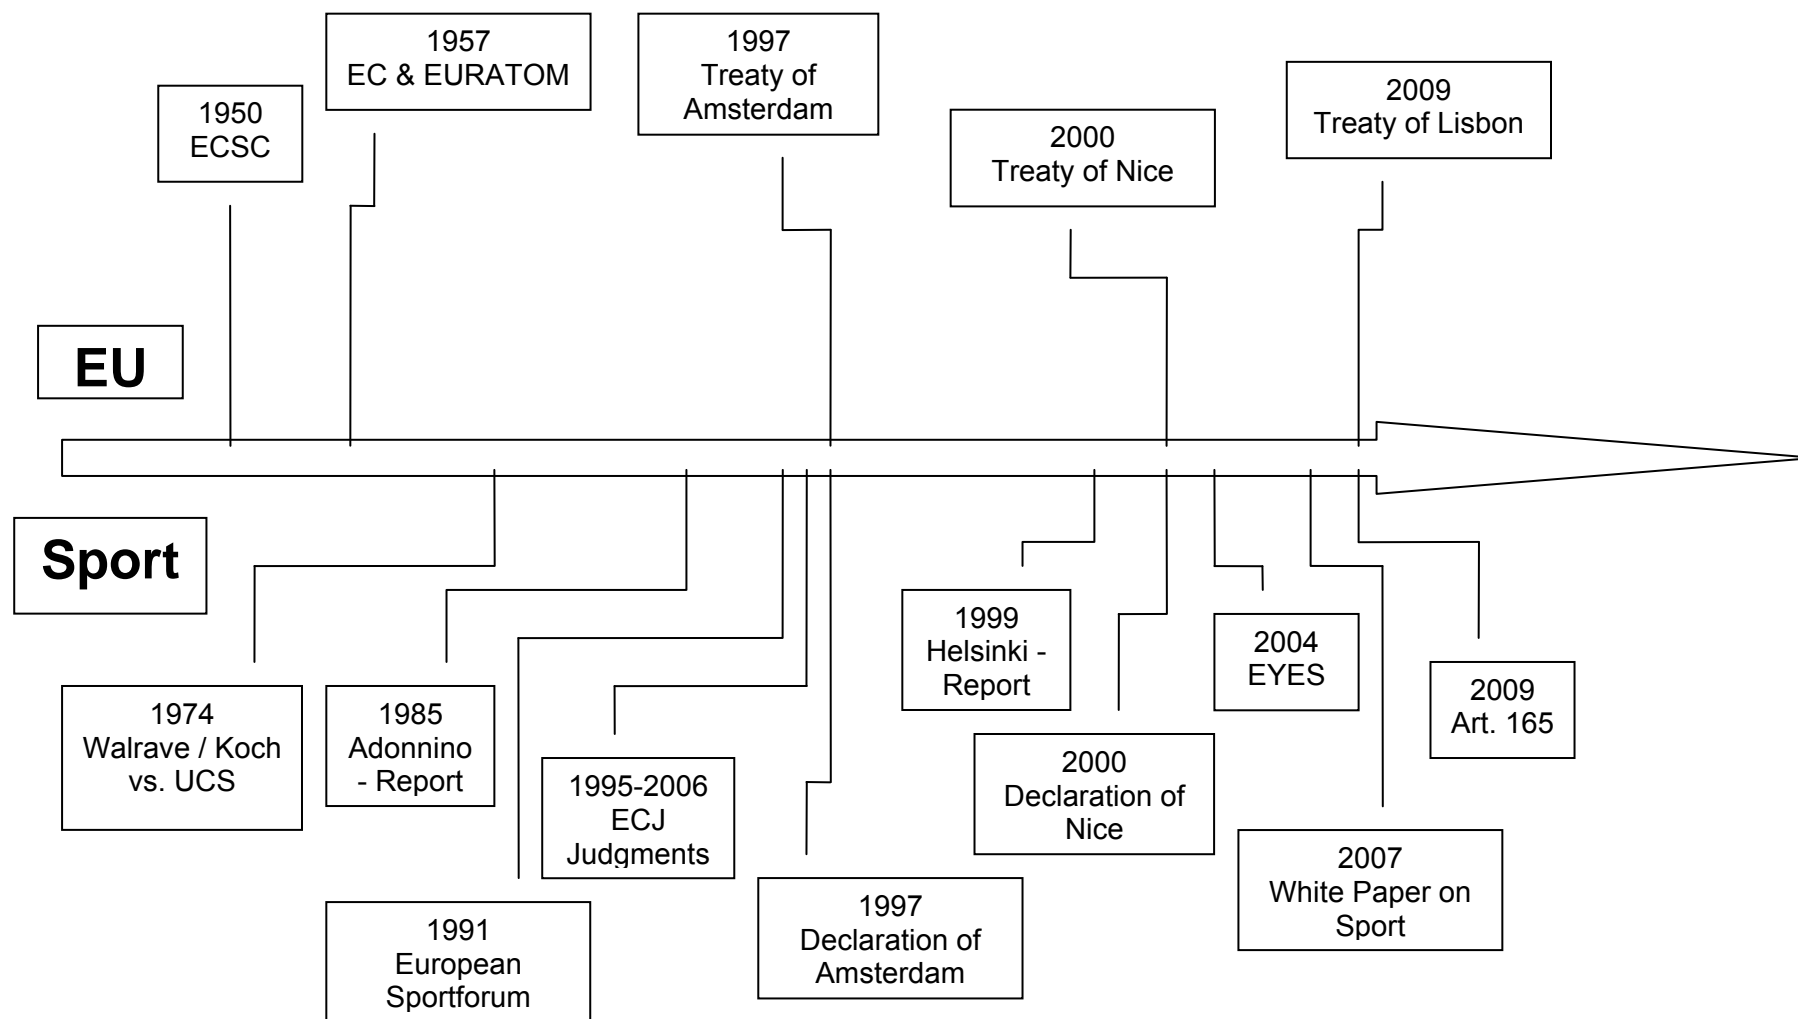 1950
ECSC
1957
EC & EURATOM
1997
Treaty of
Amsterdam
2000
Treaty of Nice
2009
Treaty of Lisbon
EU
Sport
1974
Walrave / Koch
vs. UCS
1985
Adonnino
- Report
1991
European
Sportforum
1995-2006
ECJ
Judgments
1997
Declaration of
Amsterdam
1999
Helsinki -
Report
2000
Declaration of
Nice
2004
EYES
2007
White Paper on
Sport
2009
Art. 165